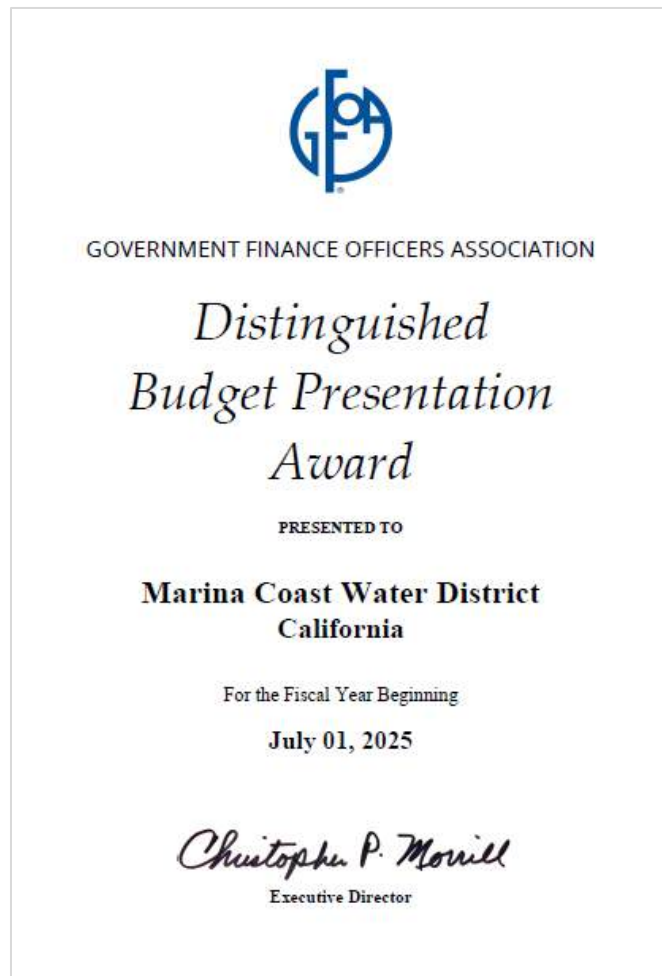 GFOA
®
GOVERNMENT FINANCE OFFICERS ASSOCIATION
Distinguished
Budget Presentation
Award
PRESENTED TO
Marina Coast Water District
California
For the Fiscal Year Beginning
July 01, 2025
Christopher P. Morrill
Executive Director